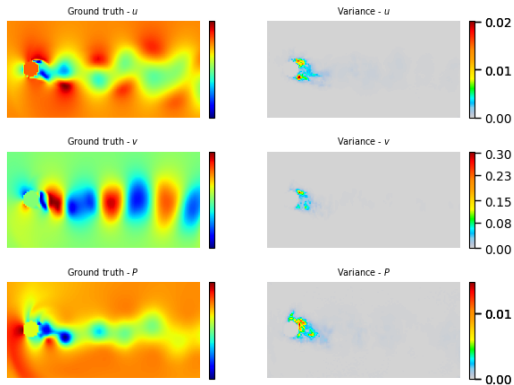 Ground truth - u
Variance - u
0.02
0.01
0.00
Ground truth - v
Variance - v
0.30
0.23
0.15
0.08
0.00
Ground truth - P
Variance - P
0.01
0.00